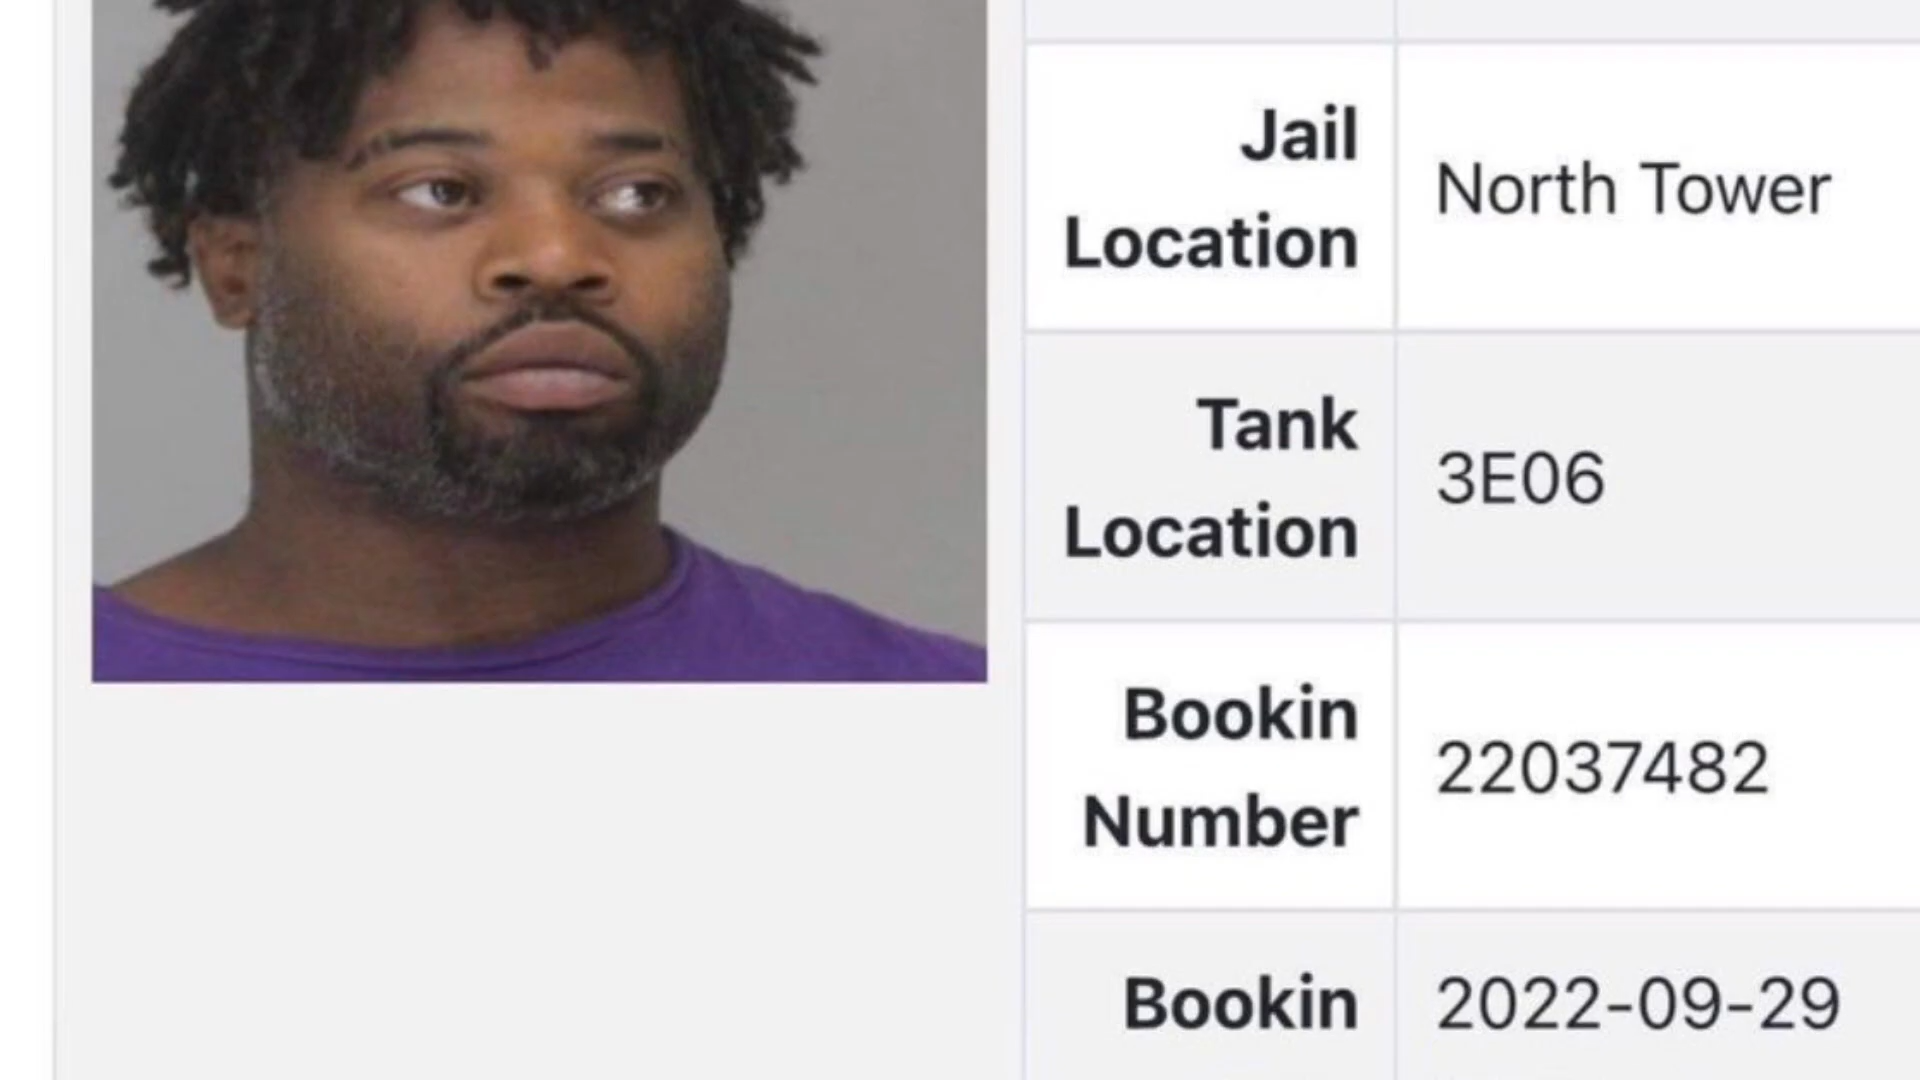 Jail
Location
North Tower
Tank
Location
3E06
Bookin
Number
22037482
Bookin
2022-09-29